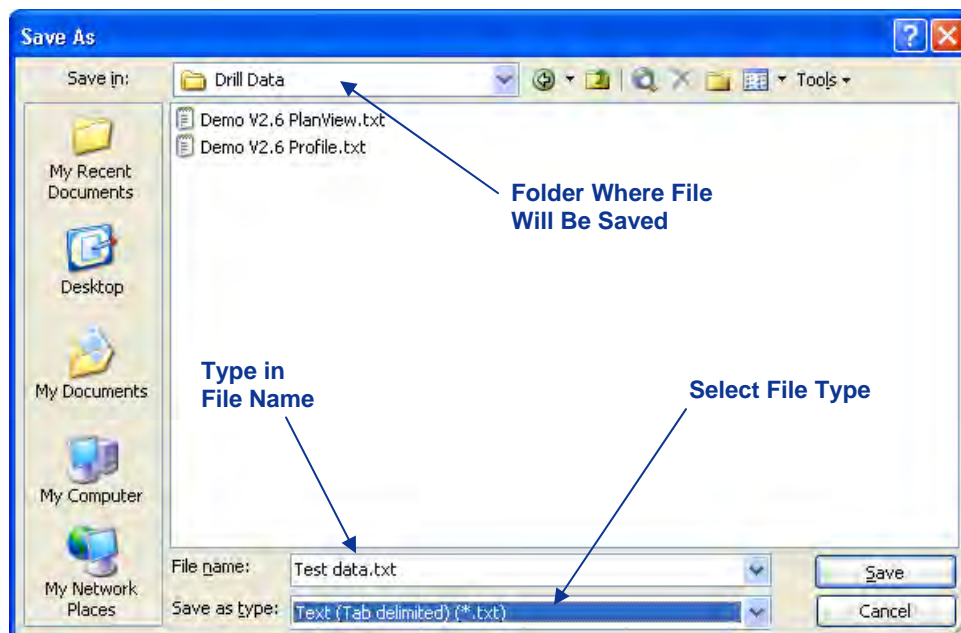 Save As
Save in:
Drill Data
Tools
Demo V2.6 PlanView.txt
Demo V2.6 Profile.txt
My Recent
Documents
Desktop
My Documents
My Computer
My Network
Places
Folder Where File
Will Be Saved
Type in
File Name
Select File Type
File name:
Test data.txt
Save
Save as type:
Text (Tab delimited) (*.txt)
Cancel